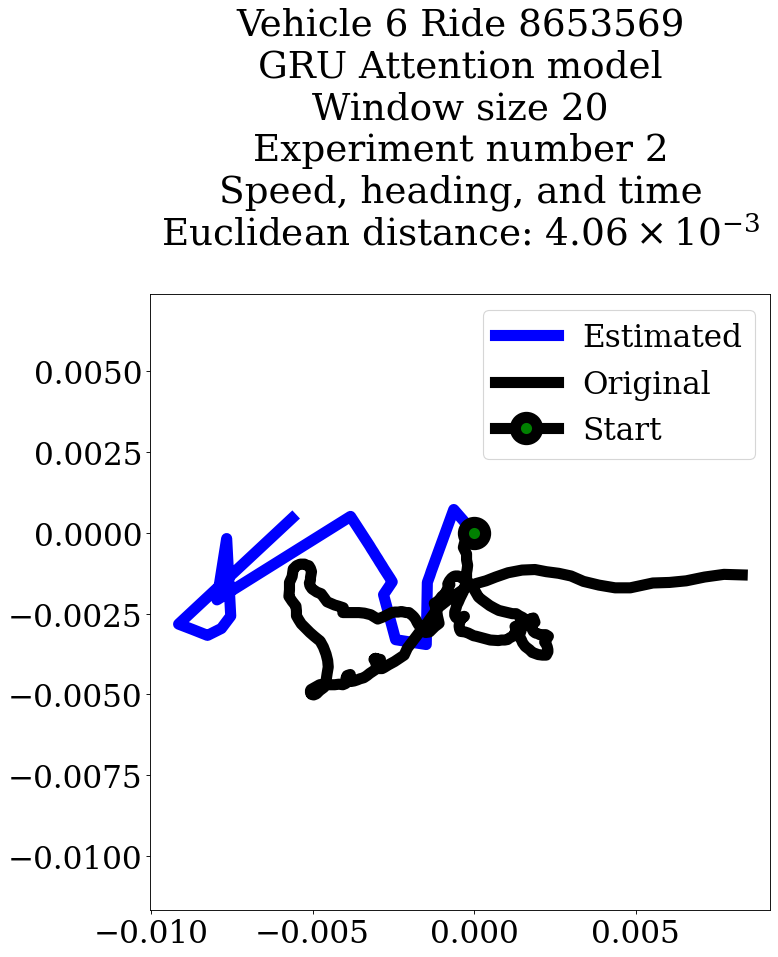 Vehicle 6 Ride 8653569
GRU Attention model
Window size 20
Experiment number 2
Speed, heading, and time
Euclidean distance: 4.06 × 10⁻³
Estimated
Original
Start
0.0050
0.0025
0.0000
−0.0025
−0.0050
−0.0075
−0.0100
−0.010 −0.005 0.000 0.005